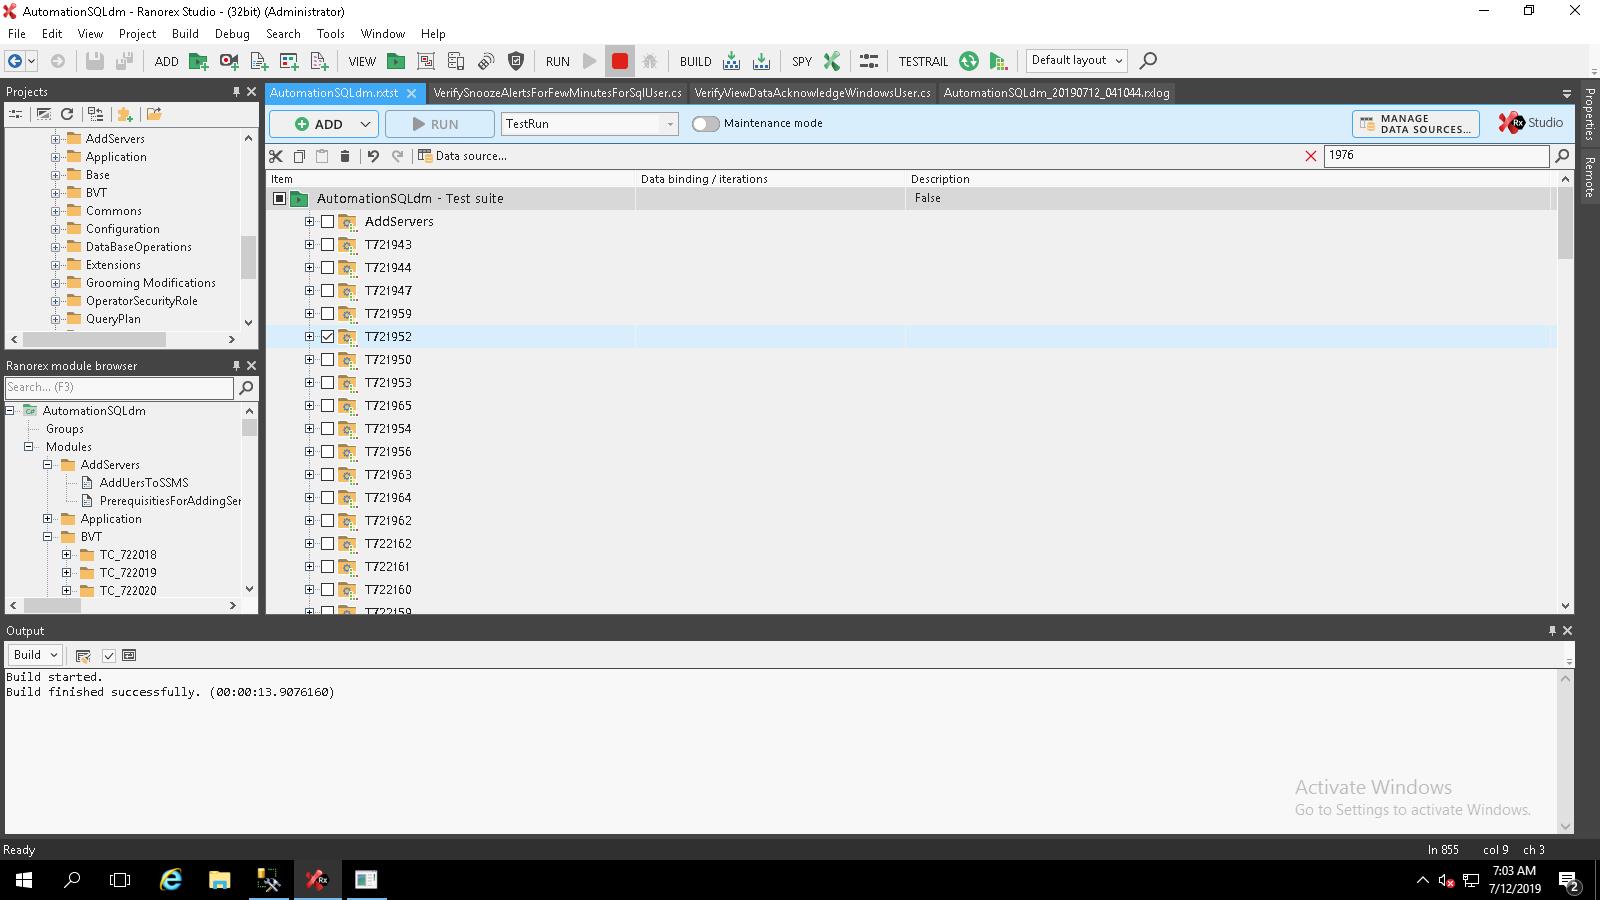 AutomationSQLdm - Ranorex Studio - (32bit) (Administrator)
File Edit View Project Build Debug Search Tools Window Help
ADD VIEW RUN BUILD SPY TESTRAIL Default layout
Projects
AddServers
Application
Base
BVT
Commons
Configuration
DataBaseOperations
Extensions
Grooming Modifications
OperatorSecurityRole
QueryPlan
Ranorex module browser
Search... (F3)
AutomationSQLdm
Groups
Modules
AddServers
AddUersToSSMS
PrerequisitiesForAddingSer
Application
BVT
TC_722018
TC_722019
TC_722020
AutomationSQLdm.rxtst VerifySnoozeAlertsForFewMinutesForSqlUser.cs VerifyViewDataAcknowledgeWindowsUser.cs AutomationSQLdm_20190712_041044.rxlog
ADD RUN TestRun Maintenance mode MANAGE DATA SOURCES... Rx Studio
Data source... 1976
Item Data binding / iterations Description
AutomationSQLdm - Test suite False
AddServers
T721943
T721944
T721947
T721959
T721952
T721950
T721953
T721965
T721954
T721956
T721963
T721964
T721962
T722162
T722161
T722160
T722159
Properties
Remote
Output
Build
Build started.
Build finished successfully. (00:00:13.9076160)
Activate Windows
Go to Settings to activate Windows.
Ready ln 855 col 9 ch 3
7:03 AM
7/12/2019
2